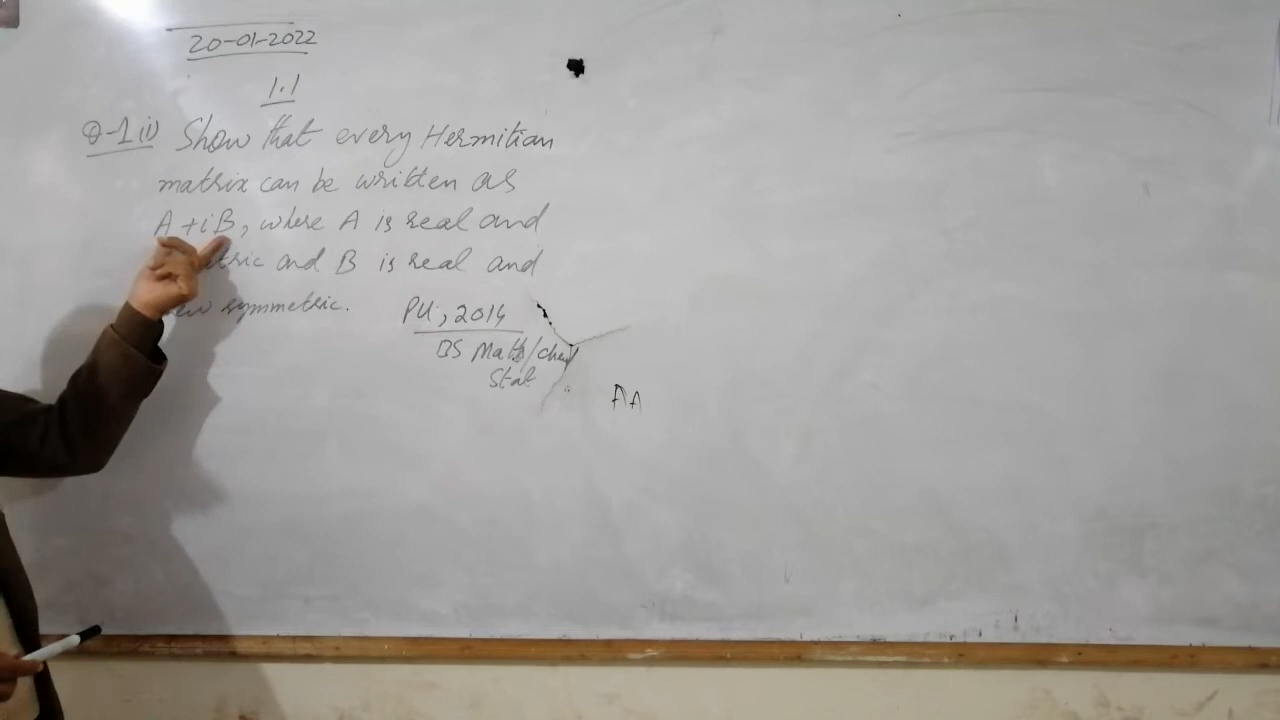 20-01-2022
1.1
Q-1(i) Show that every Hermitian
matrix can be written as
A+iB, where A is real and
and B is real and
symmetric.
PU, 2014
BS Math/
Stat
AA